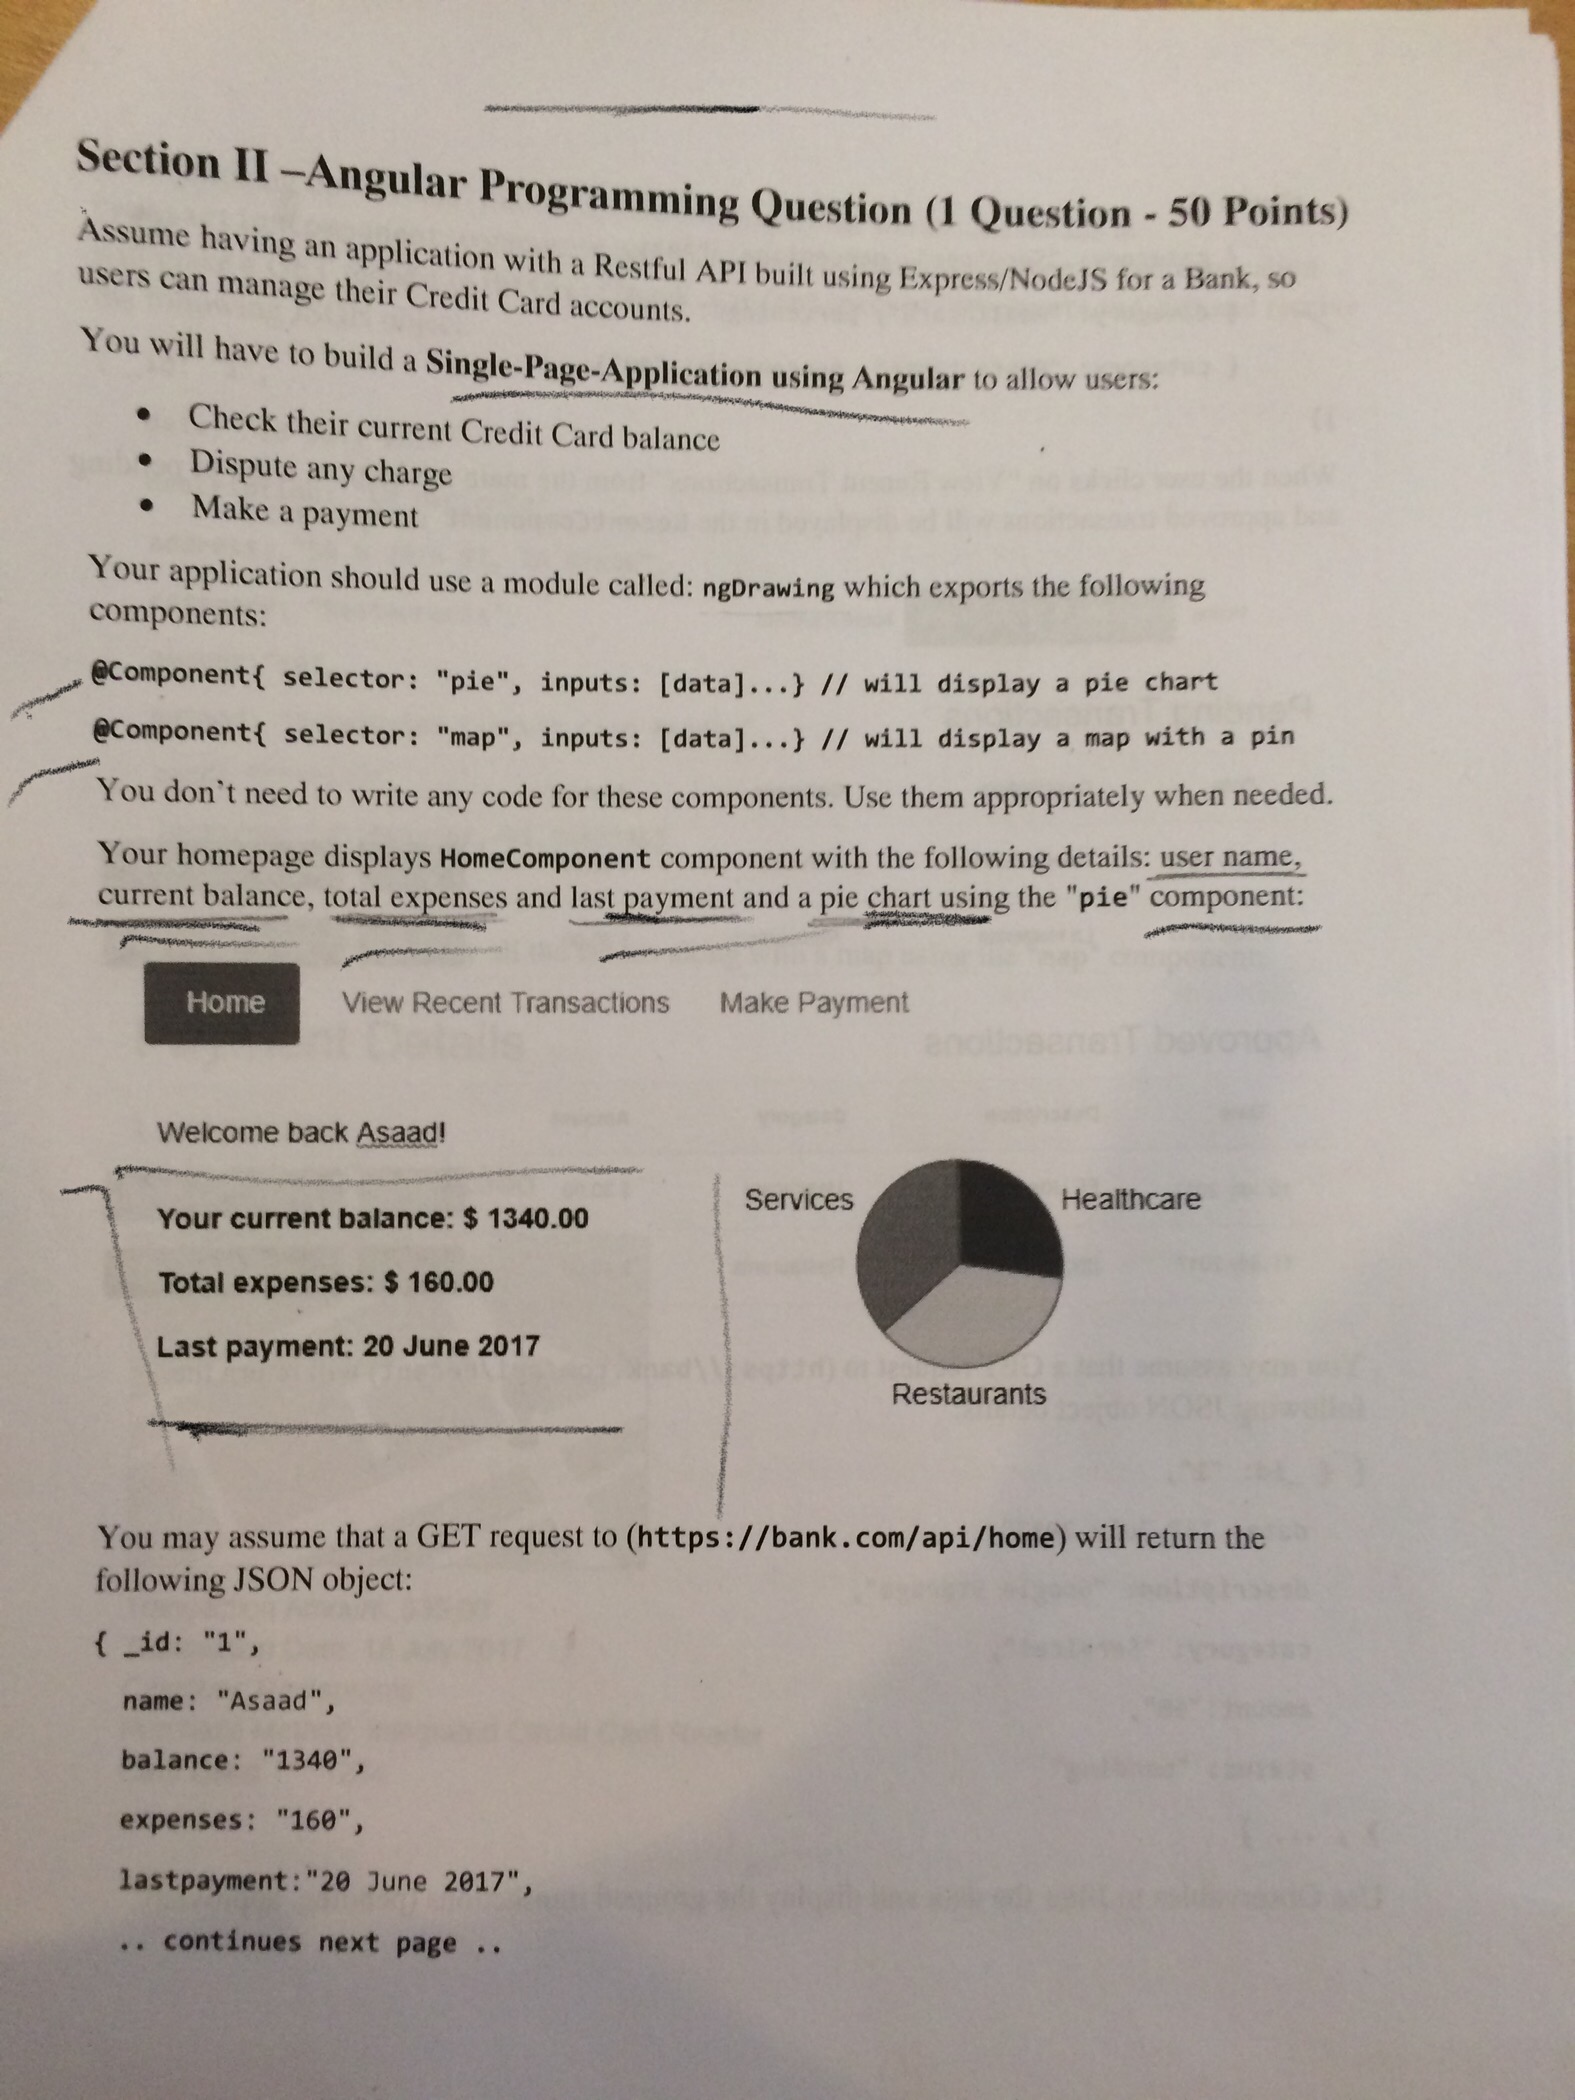 Section II –Angular Programming Question (1 Question - 50 Points)
Assume having an application with a Restful API built using Express/NodeJS for a Bank, so
users can manage their Credit Card accounts.
You will have to build a Single-Page-Application using Angular to allow users:
• Check their current Credit Card balance
• Dispute any charge
• Make a payment
Your application should use a module called: ngDrawing which exports the following
components:
@Component{ selector: "pie", inputs: [data]...} // will display a pie chart
@Component{ selector: "map", inputs: [data]...} // will display a map with a pin
You don't need to write any code for these components. Use them appropriately when needed.
Your homepage displays HomeComponent component with the following details: user name,
current balance, total expenses and last payment and a pie chart using the "pie" component:
Home View Recent Transactions Make Payment
Welcome back Asaad!
Your current balance: $ 1340.00
Total expenses: $ 160.00
Last payment: 20 June 2017
Services
Healthcare
Restaurants
You may assume that a GET request to (https://bank.com/api/home) will return the
following JSON object:
{ _id: "1",
name: "Asaad",
balance: "1340",
expenses: "160",
lastpayment:"20 June 2017",
.. continues next page ..